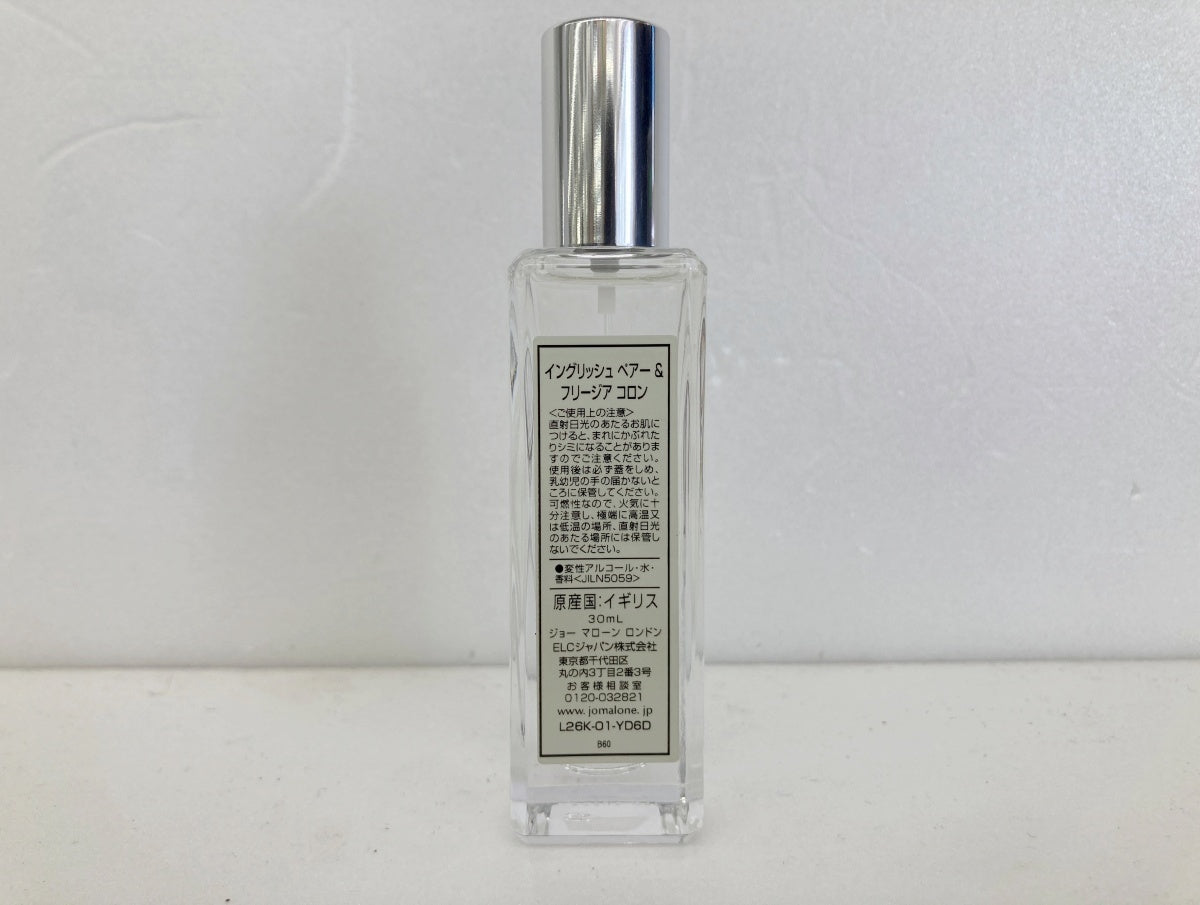 イングリッシュ ペアー &
フリージア コロン
<ご使用上の注意>
直射日光のあたるお肌に
つけると、まれにかぶれた
りシミになることがありま
すのでご注意ください。
使用後は必ず蓋をしめ、
乳幼児の手の届かないと
ころに保管してください。
可燃性なので、火気に十
分注意し、極端に高温又
は低温の場所、直射日光
のあたる場所には保管し
ないでください。
●変性アルコール・水・
香料<JILN5059>
原産国:イギリス
30mL
ジョー マローン ロンドン
ELCジャパン株式会社
東京都千代田区
丸の内3丁目2番3号
お客様相談室
0120-032821
www.jomalone.jp
L26K-01-YD6D
B60